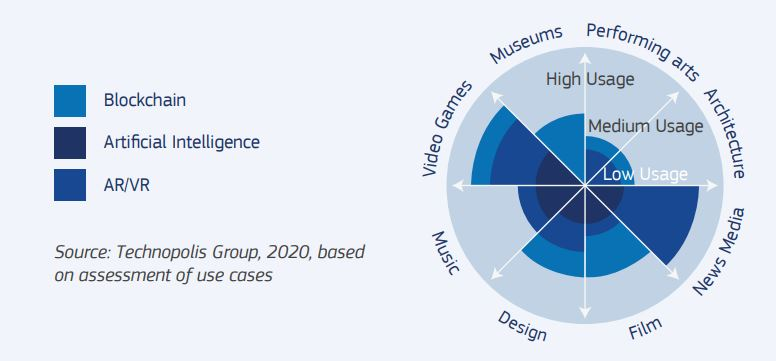 Blockchain
Artificial Intelligence
AR/VR
Source: Technopolis Group, 2020, based
on assessment of use cases
Museums
Performing arts
Architecture
News Media
Film
Design
Music
Video Games
High Usage
Medium Usage
Low Usage